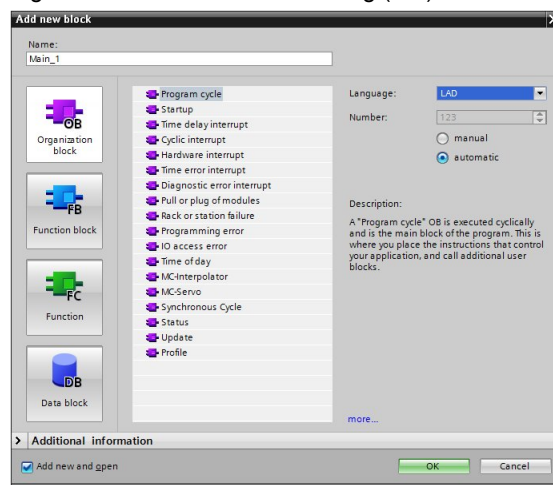 Add new block
Name:
Main_1
OB
Organization
block
FB
Function block
FC
Function
DB
Data block
Program cycle
Startup
Time delay interrupt
Cyclic interrupt
Hardware interrupt
Time error interrupt
Diagnostic error interrupt
Pull or plug of modules
Rack or station failure
Programming error
IO access error
Time of day
MC-Interpolator
MC-Servo
Synchronous Cycle
Status
Update
Profile
Language:
LAD
Number:
123
manual
automatic
Description:
A "Program cycle" OB is executed cyclically
and is the main block of the program. This is
where you place the instructions that control
your application, and call additional user
blocks.
more...
Additional information
Add new and open
OK
Cancel